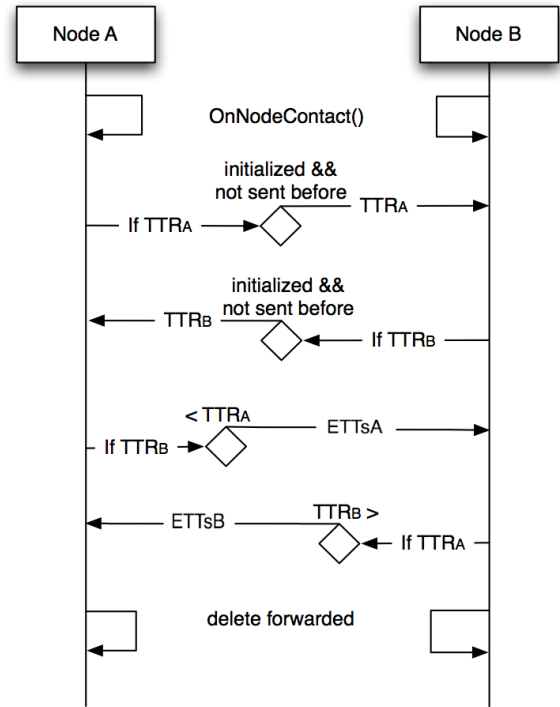 Node A
Node B
OnNodeContact()
initialized &&
not sent before
TTRA
If TTRA
initialized &&
not sent before
TTRB
If TTRB
< TTRA
ETTsA
If TTRB
TTRB >
ETTsB
If TTRA
delete forwarded